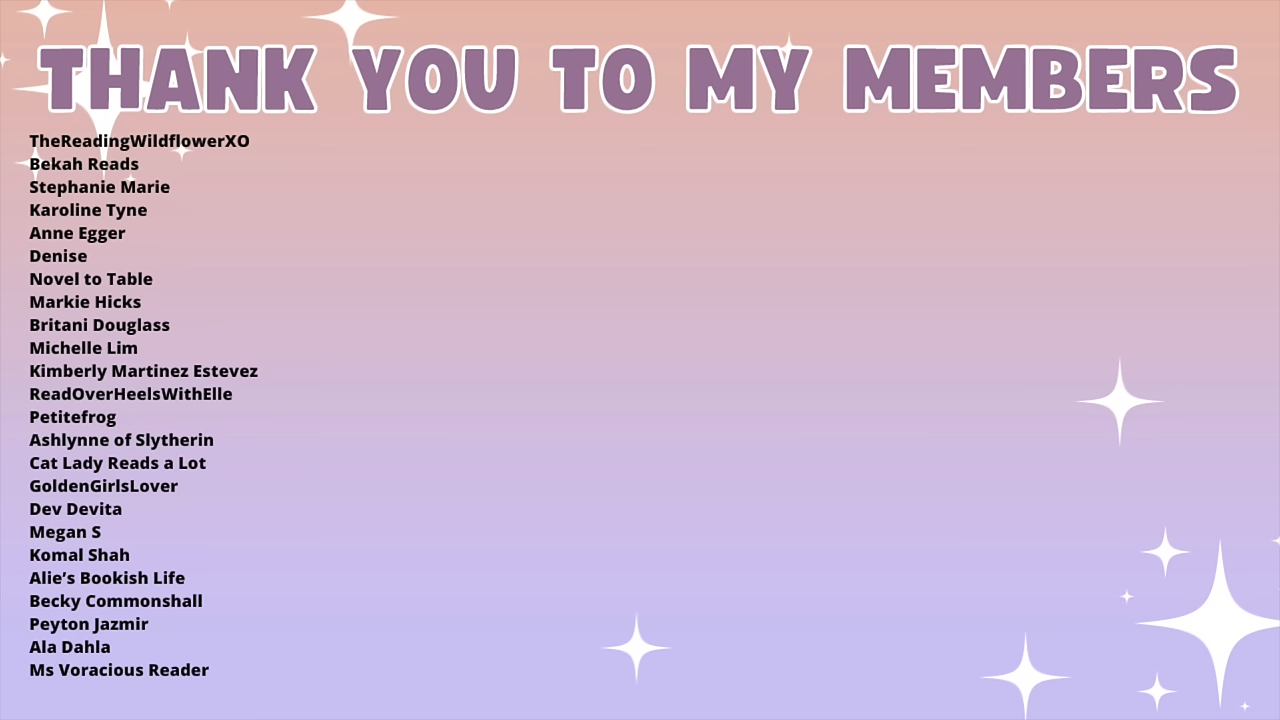 THANK YOU TO MY MEMBERS
TheReadingWildflowerXO
Bekah Reads
Stephanie Marie
Karoline Tyne
Anne Egger
Denise
Novel to Table
Markie Hicks
Britani Douglass
Michelle Lim
Kimberly Martinez Estevez
ReadOverHeelsWithElle
Petitefrog
Ashlynne of Slytherin
Cat Lady Reads a Lot
GoldenGirlsLover
Dev Devita
Megan S
Komal Shah
Alie’s Bookish Life
Becky Commonshall
Peyton Jazmir
Ala Dahla
Ms Voracious Reader